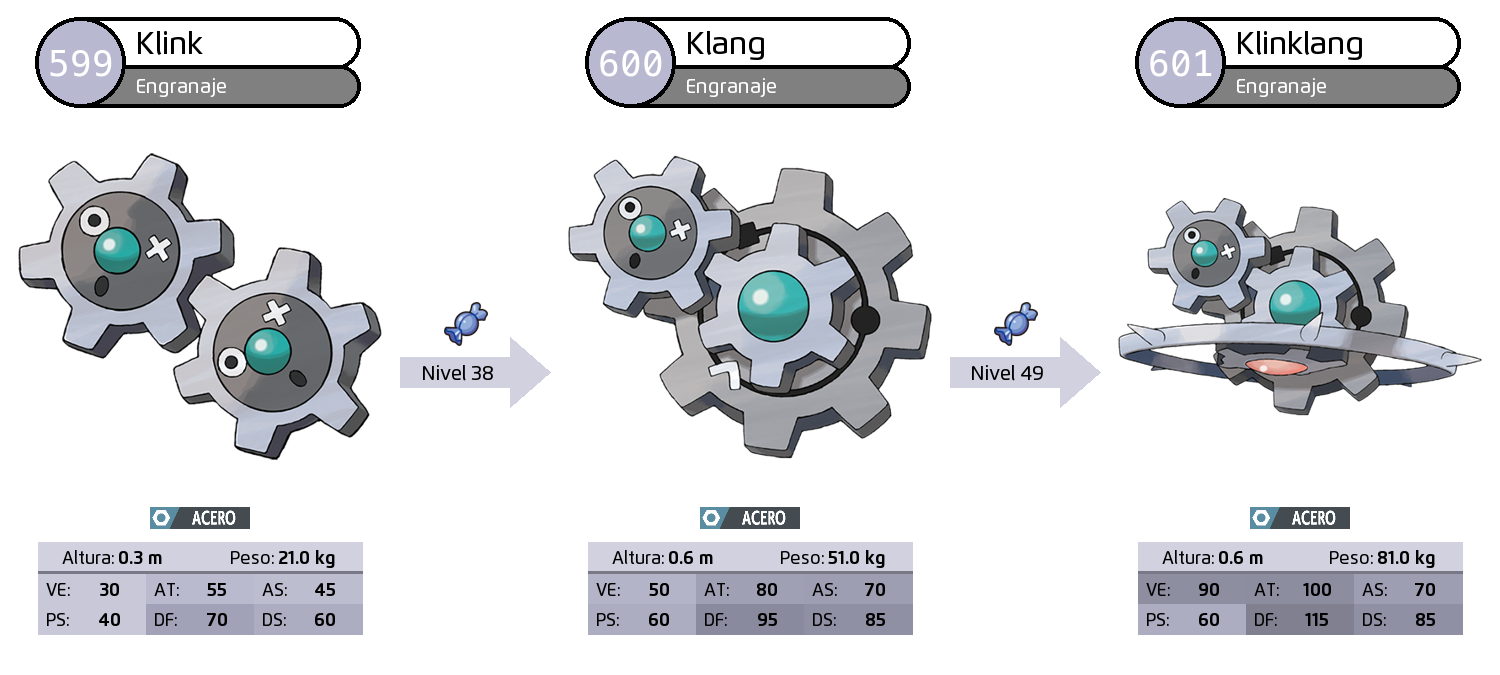 599 Klink
Engranaje
600 Klang
Engranaje
601 Klinklang
Engranaje
Nivel 38
Nivel 49
ACERO
Altura: 0.3 m Peso: 21.0 kg
VE: 30 AT: 55 AS: 45
PS: 40 DF: 70 DS: 60
ACERO
Altura: 0.6 m Peso: 51.0 kg
VE: 50 AT: 80 AS: 70
PS: 60 DF: 95 DS: 85
ACERO
Altura: 0.6 m Peso: 81.0 kg
VE: 90 AT: 100 AS: 70
PS: 60 DF: 115 DS: 85